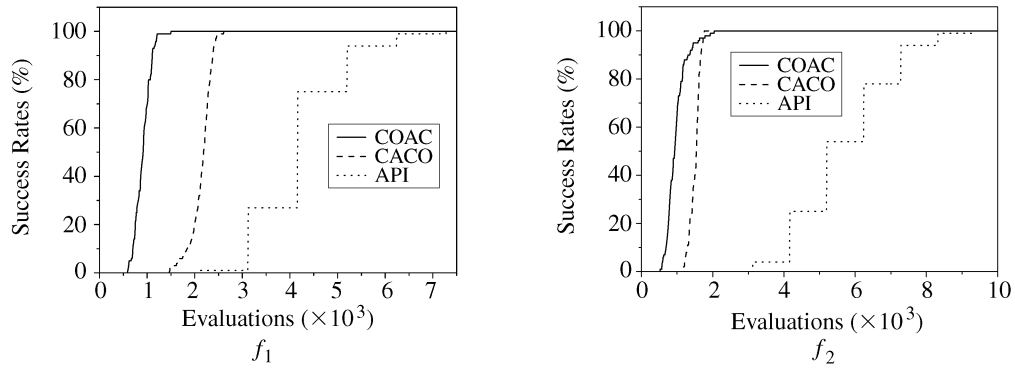 100
80
60
40
20
0
Success Rates (%)
COAC
CACO
API
0 1 2 3 4 5 6 7
Evaluations (×10³)
f₁
100
80
60
40
20
0
Success Rates (%)
COAC
CACO
API
0 2 4 6 8 10
Evaluations (×10³)
f₂